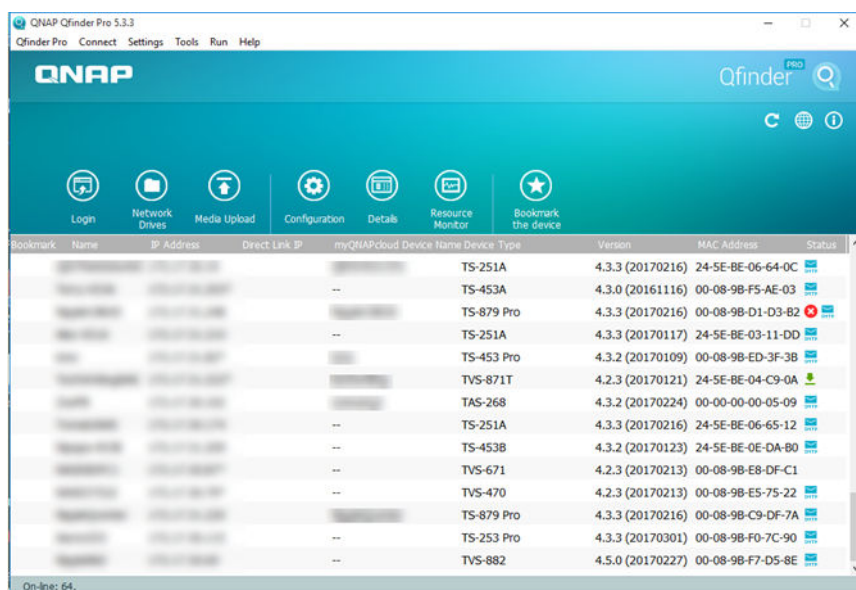 QNAP Qfinder Pro 5.3.3
Qfinder Pro Connect Settings Tools Run Help
QNAP
Qfinder PRO
Login
Network Drives
Media Upload
Configuration
Details
Resource Monitor
Bookmark the device
Bookmark Name IP Address Direct Link IP myQNAPcloud Device Name Device Type Version MAC Address Status
TS-251A 4.3.3 (20170216) 24-5E-BE-06-64-0C
-- TS-453A 4.3.0 (20161116) 00-08-9B-F5-AE-03
TS-879 Pro 4.3.3 (20170216) 00-08-9B-D1-D3-B2
-- TS-251A 4.3.3 (20170117) 24-5E-BE-03-11-DD
TS-453 Pro 4.3.2 (20170109) 00-08-9B-ED-3F-3B
TVS-871T 4.2.3 (20170121) 24-5E-BE-04-C9-0A
TAS-268 4.3.2 (20170224) 00-00-00-00-05-09
-- TS-251A 4.3.3 (20170216) 24-5E-BE-06-65-12
-- TS-453B 4.3.2 (20170123) 24-5E-BE-0E-DA-B0
-- TVS-671 4.2.3 (20170213) 00-08-9B-E8-DF-C1
-- TVS-470 4.2.3 (20170213) 00-08-9B-E5-75-22
TS-879 Pro 4.3.3 (20170216) 00-08-9B-C9-DF-7A
-- TS-253 Pro 4.3.3 (20170301) 00-08-9B-F0-7C-90
-- TVS-882 4.5.0 (20170227) 00-08-9B-F7-D5-8E
On-line: 64.